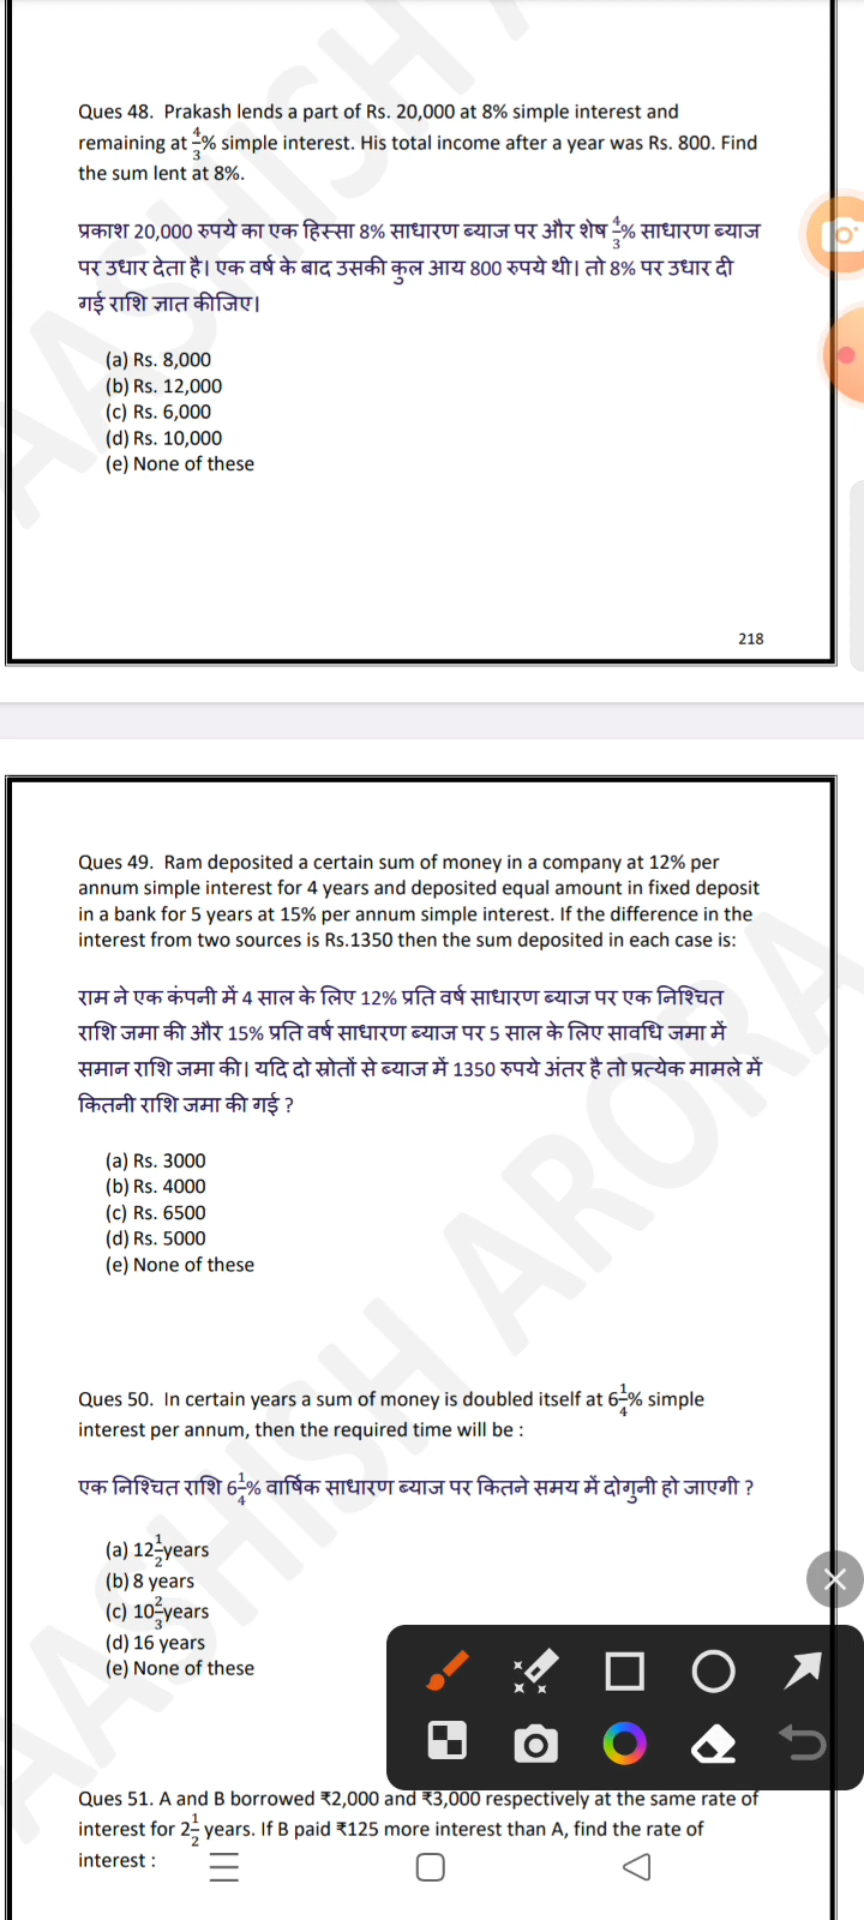 Ques 48. Prakash lends a part of Rs. 20,000 at 8% simple interest and
remaining at 4/3% simple interest. His total income after a year was Rs. 800. Find
the sum lent at 8%.
प्रकाश 20,000 रुपये का एक हिस्सा 8% साधारण ब्याज पर और शेष 4/3% साधारण ब्याज
पर उधार देता है। एक वर्ष के बाद उसकी कुल आय 800 रुपये थी। तो 8% पर उधार दी
गई राशि ज्ञात कीजिए।
(a) Rs. 8,000
(b) Rs. 12,000
(c) Rs. 6,000
(d) Rs. 10,000
(e) None of these
218
Ques 49. Ram deposited a certain sum of money in a company at 12% per
annum simple interest for 4 years and deposited equal amount in fixed deposit
in a bank for 5 years at 15% per annum simple interest. If the difference in the
interest from two sources is Rs.1350 then the sum deposited in each case is:
राम ने एक कंपनी में 4 साल के लिए 12% प्रति वर्ष साधारण ब्याज पर एक निश्चित
राशि जमा की और 15% प्रति वर्ष साधारण ब्याज पर 5 साल के लिए सावधि जमा में
समान राशि जमा की। यदि दो स्रोतों से ब्याज में 1350 रुपये अंतर है तो प्रत्येक मामले में
कितनी राशि जमा की गई ?
(a) Rs. 3000
(b) Rs. 4000
(c) Rs. 6500
(d) Rs. 5000
(e) None of these
Ques 50. In certain years a sum of money is doubled itself at 6 1/4% simple
interest per annum, then the required time will be :
एक निश्चित राशि 6 1/4% वार्षिक साधारण ब्याज पर कितने समय में दोगुनी हो जाएगी ?
(a) 12 1/2 years
(b) 8 years
(c) 10 2/3 years
(d) 16 years
(e) None of these
Ques 51. A and B borrowed ₹2,000 and ₹3,000 respectively at the same rate of
interest for 2 1/2 years. If B paid ₹125 more interest than A, find the rate of
interest :
AASHISH ARORA